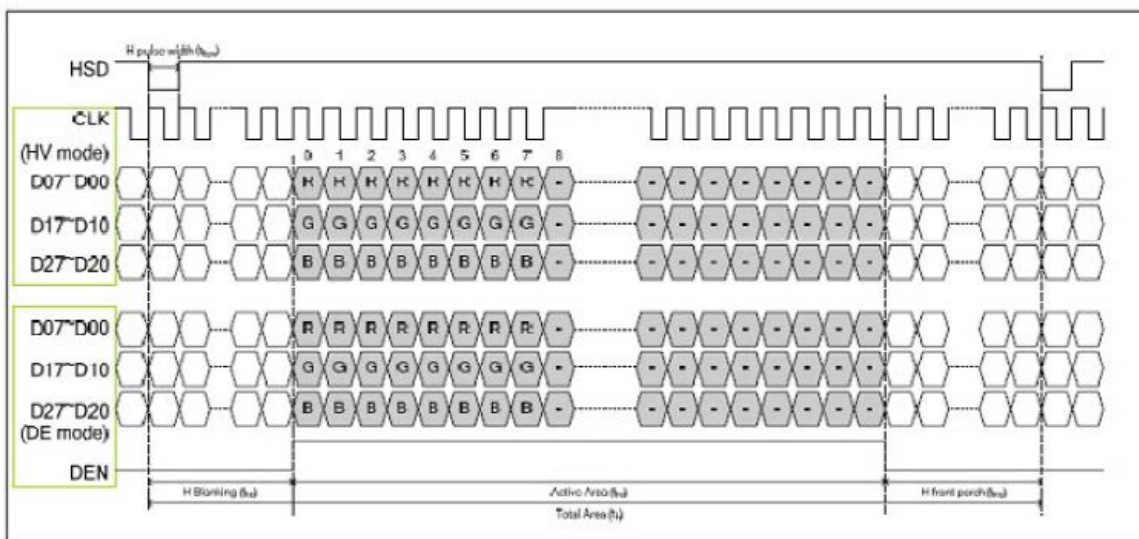 H pulse width (thpw)
HSD
CLK
(HV mode)
0 1 2 3 4 5 6 7 8
D07~D00 R R R R R R R R - - - - - - - - -
D17~D10 G G G G G G G G - - - - - - - - -
D27~D20 B B B B B B B B - - - - - - - - -
D07~D00 R R R R R R R R - - - - - - - - -
D17~D10 G G G G G G G G - - - - - - - - -
D27~D20 B B B B B B B B - - - - - - - - -
(DE mode)
DEN
H Blanking Active Area H front porch
Total Area